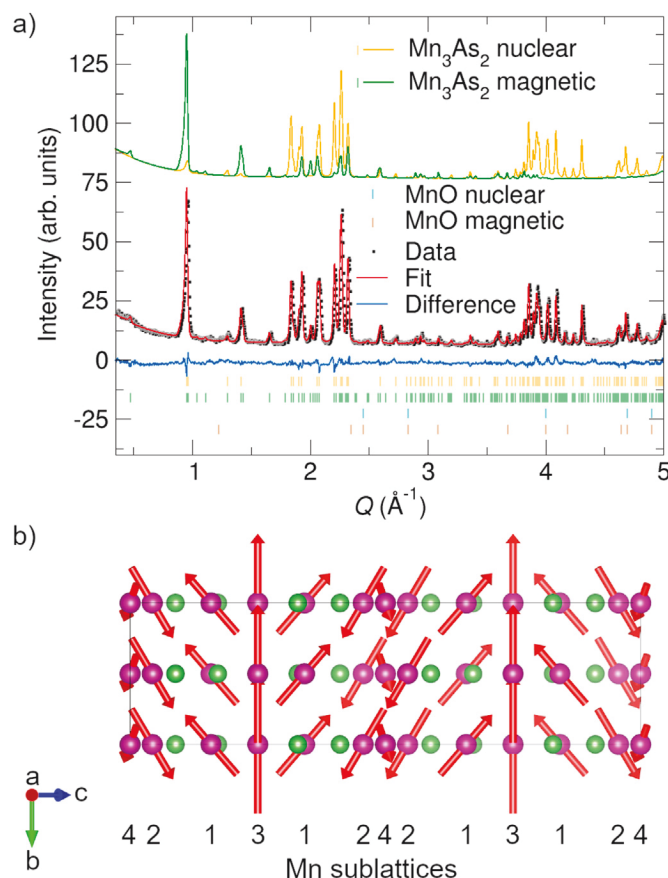 a)
125
100
75
50
25
0
-25
Intensity (arb. units)
Mn₃As₂ nuclear
Mn₃As₂ magnetic
MnO nuclear
MnO magnetic
Data
Fit
Difference
1 2 3 4 5
Q (Å⁻¹)
b)
a
c
b
4 2 1 3 1 2 4 2 1 3 1 2 4
Mn sublattices